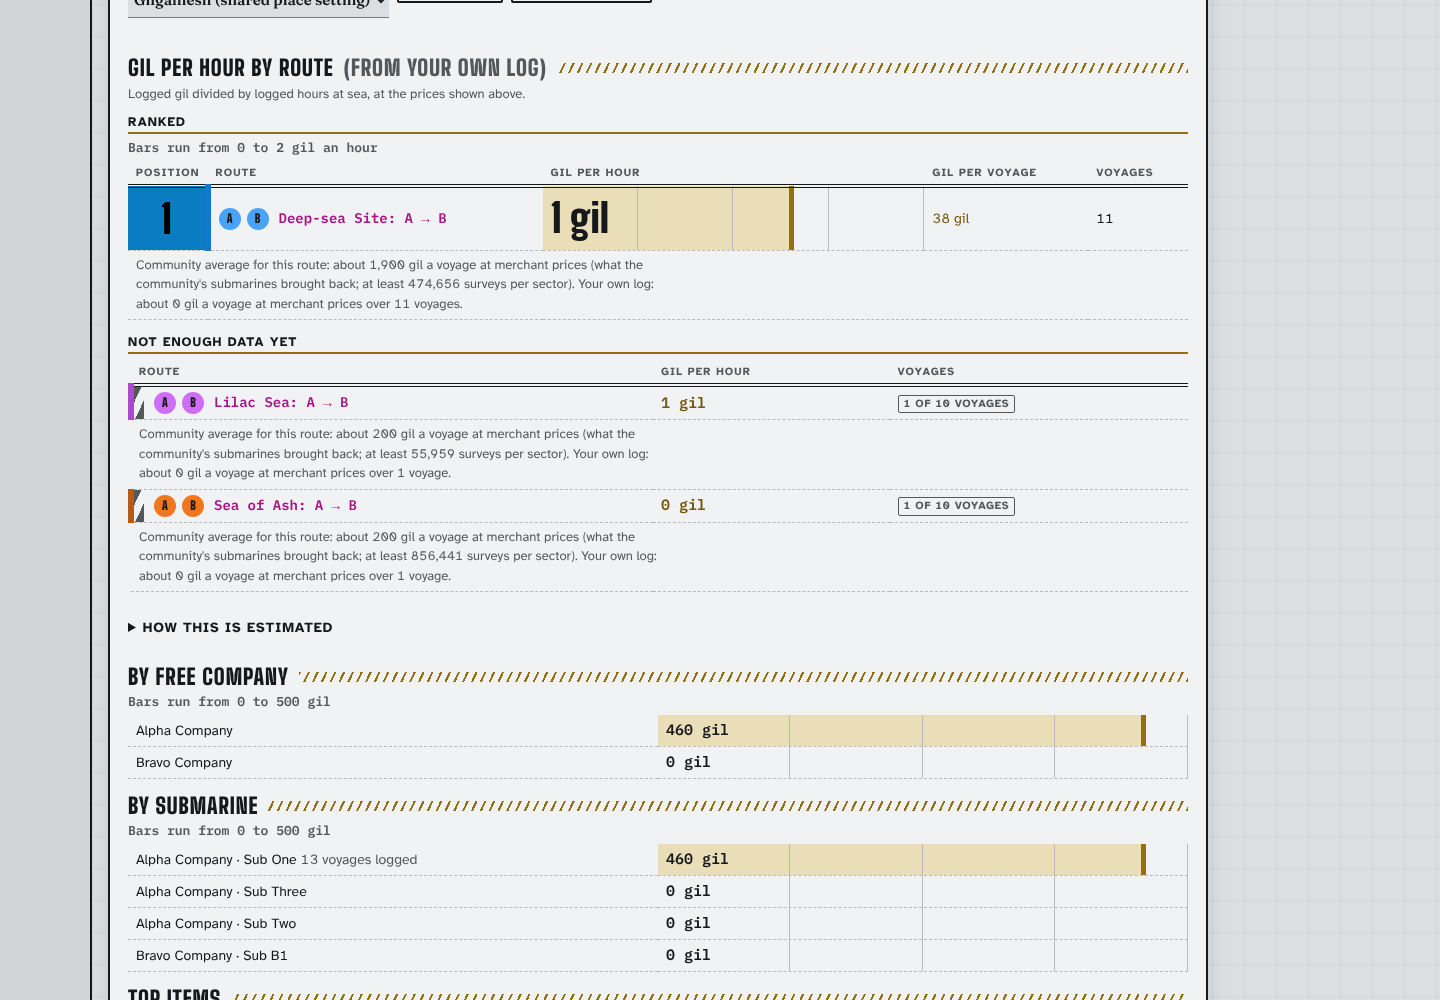 Gilgamesh (shared place setting)
GIL PER HOUR BY ROUTE (FROM YOUR OWN LOG)
Logged gil divided by logged hours at sea, at the prices shown above.
RANKED
Bars run from 0 to 2 gil an hour
POSITION ROUTE GIL PER HOUR GIL PER VOYAGE VOYAGES
1 A B Deep-sea Site: A → B 1 gil 38 gil 11
Community average for this route: about 1,900 gil a voyage at merchant prices (what the
community's submarines brought back; at least 474,656 surveys per sector). Your own log:
about 0 gil a voyage at merchant prices over 11 voyages.
NOT ENOUGH DATA YET
ROUTE GIL PER HOUR VOYAGES
A B Lilac Sea: A → B 1 gil 1 OF 10 VOYAGES
Community average for this route: about 200 gil a voyage at merchant prices (what the
community's submarines brought back; at least 55,959 surveys per sector). Your own log:
about 0 gil a voyage at merchant prices over 1 voyage.
A B Sea of Ash: A → B 0 gil 1 OF 10 VOYAGES
Community average for this route: about 200 gil a voyage at merchant prices (what the
community's submarines brought back; at least 856,441 surveys per sector). Your own log:
about 0 gil a voyage at merchant prices over 1 voyage.
▶ HOW THIS IS ESTIMATED
BY FREE COMPANY
Bars run from 0 to 500 gil
Alpha Company 460 gil
Bravo Company 0 gil
BY SUBMARINE
Bars run from 0 to 500 gil
Alpha Company · Sub One 13 voyages logged 460 gil
Alpha Company · Sub Three 0 gil
Alpha Company · Sub Two 0 gil
Bravo Company · Sub B1 0 gil
TOP ITEMS